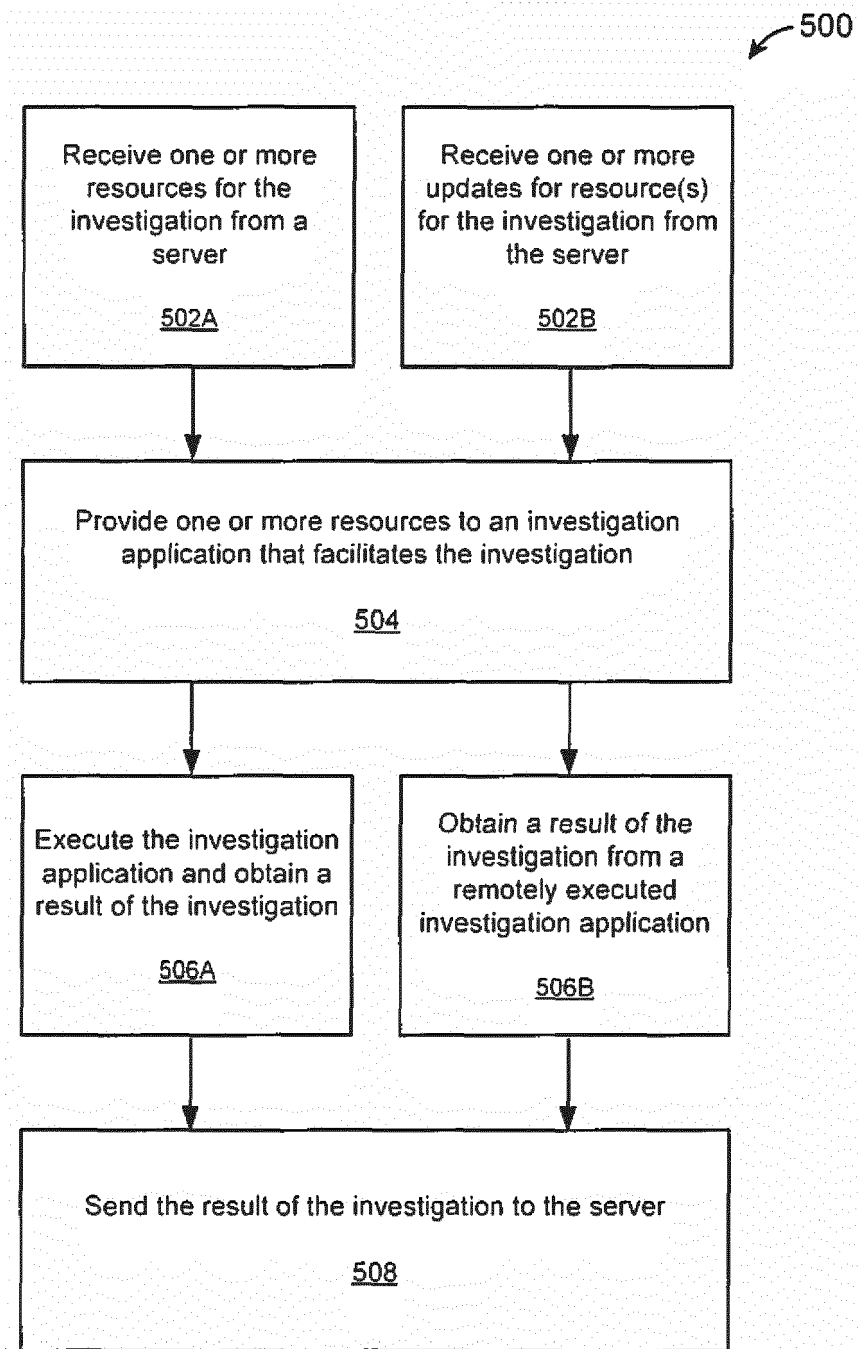 500
Receive one or more
resources for the
investigation from a
server
502A
Receive one or more
updates for resource(s)
for the investigation from
the server
502B
Provide one or more resources to an investigation
application that facilitates the investigation
504
Execute the investigation
application and obtain a
result of the investigation
506A
Obtain a result of the
investigation from a
remotely executed
investigation application
506B
Send the result of the investigation to the server
508